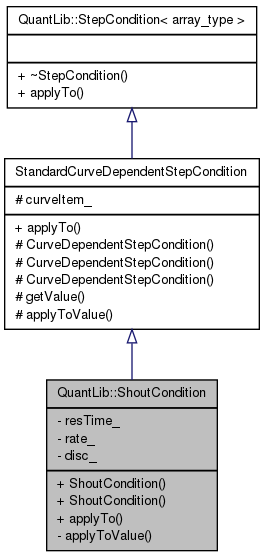 QuantLib::StepCondition< array_type >
+ ~StepCondition()
+ applyTo()
StandardCurveDependentStepCondition
# curveItem_
+ applyTo()
# CurveDependentStepCondition()
# CurveDependentStepCondition()
# CurveDependentStepCondition()
# getValue()
# applyToValue()
QuantLib::ShoutCondition
- resTime_
- rate_
- disc_
+ ShoutCondition()
+ ShoutCondition()
+ applyTo()
- applyToValue()